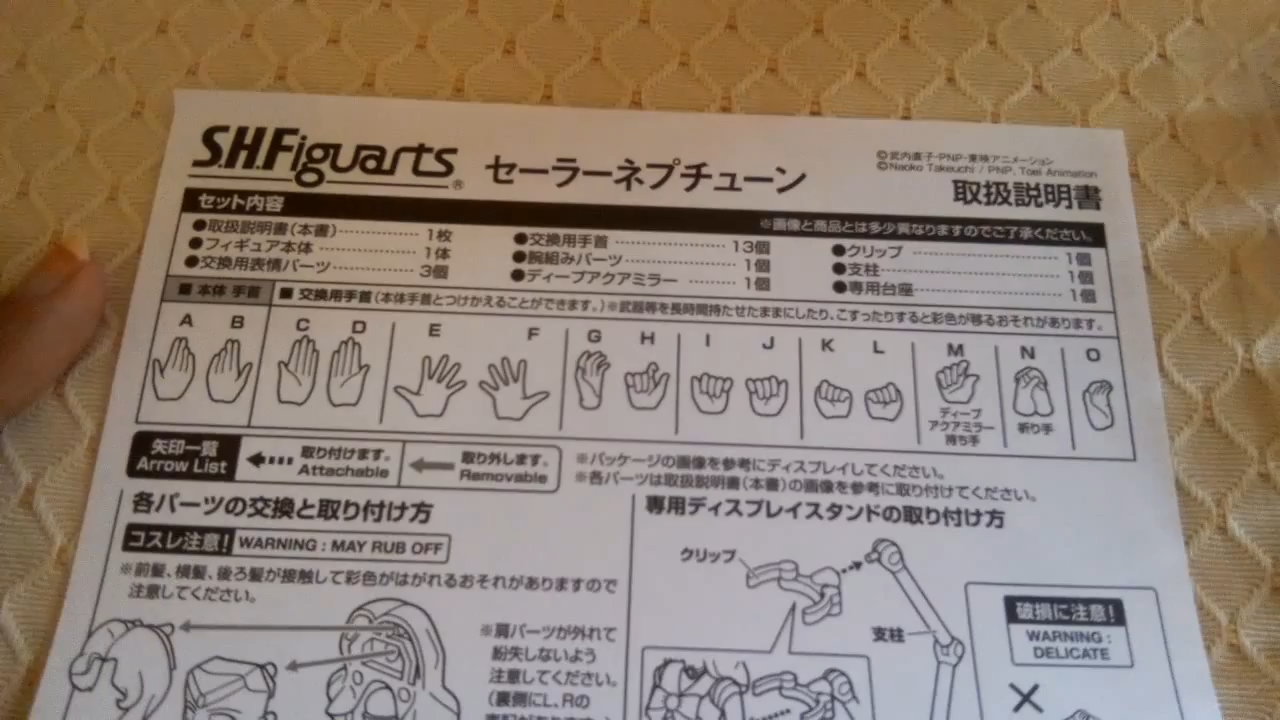 S.H.Figuarts®
セーラーネプチューン
©武内直子・PNP・東映アニメーション
©Naoko Takeuchi / PNP, Toei Animation
取扱説明書
セット内容
※画像と商品とは多少異なりますのでご了承ください。
●取扱説明書(本書)‥‥‥‥‥1枚
●フィギュア本体‥‥‥‥‥1体
●交換用表情パーツ‥‥‥‥‥3個
●交換用手首‥‥‥‥‥13個
●腕組みパーツ‥‥‥‥‥1個
●ディープアクアミラー‥‥‥‥‥1個
●クリップ‥‥‥‥‥1個
●支柱‥‥‥‥‥1個
●専用台座‥‥‥‥‥1個
■ 本体 手首
■ 交換用手首(本体手首とつけかえることができます。)※武器等を長時間持たせたままにしたり、こすったりすると彩色が移るおそれがあります。
A B C D E F G H I J K L M N O
ディープ
アクアミラー
持ち手
祈り手
矢印一覧
Arrow List
取り付けます。
Attachable
取り外します。
Removable
※パッケージの画像を参考にディスプレイしてください。
※各パーツは取扱説明書(本書)の画像を参考に取り付けてください。
各パーツの交換と取り付け方
コスレ注意! WARNING : MAY RUB OFF
※前髪、横髪、後ろ髪が接触して彩色がはがれるおそれがありますので
注意してください。
※肩パーツが外れて
紛失しないよう
注意してください。
(裏側にL、Rの
専用ディスプレイスタンドの取り付け方
クリップ
支柱
破損に注意!
WARNING :
DELICATE